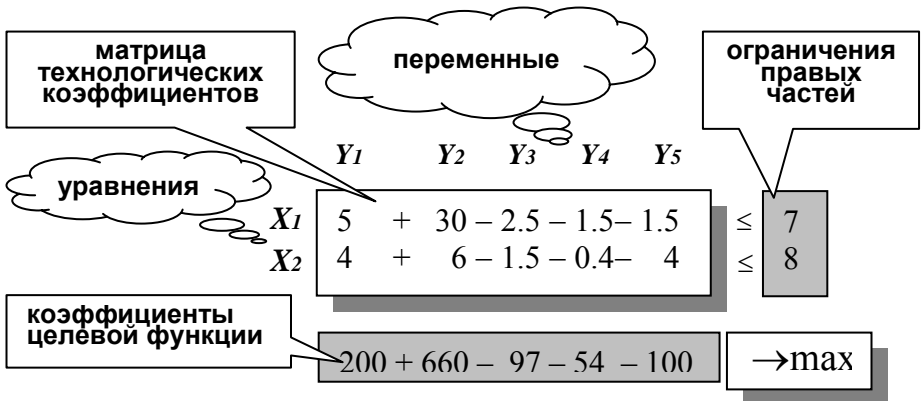 матрица
технологических
коэффициентов
переменные
ограничения
правых
частей
Y1 Y2 Y3 Y4 Y5
уравнения
X1 5 + 30 – 2.5 – 1.5– 1.5 ≤ 7
X2 4 + 6 – 1.5 – 0.4– 4 ≤ 8
коэффициенты
целевой функции
200 + 660 – 97 – 54 – 100 →max